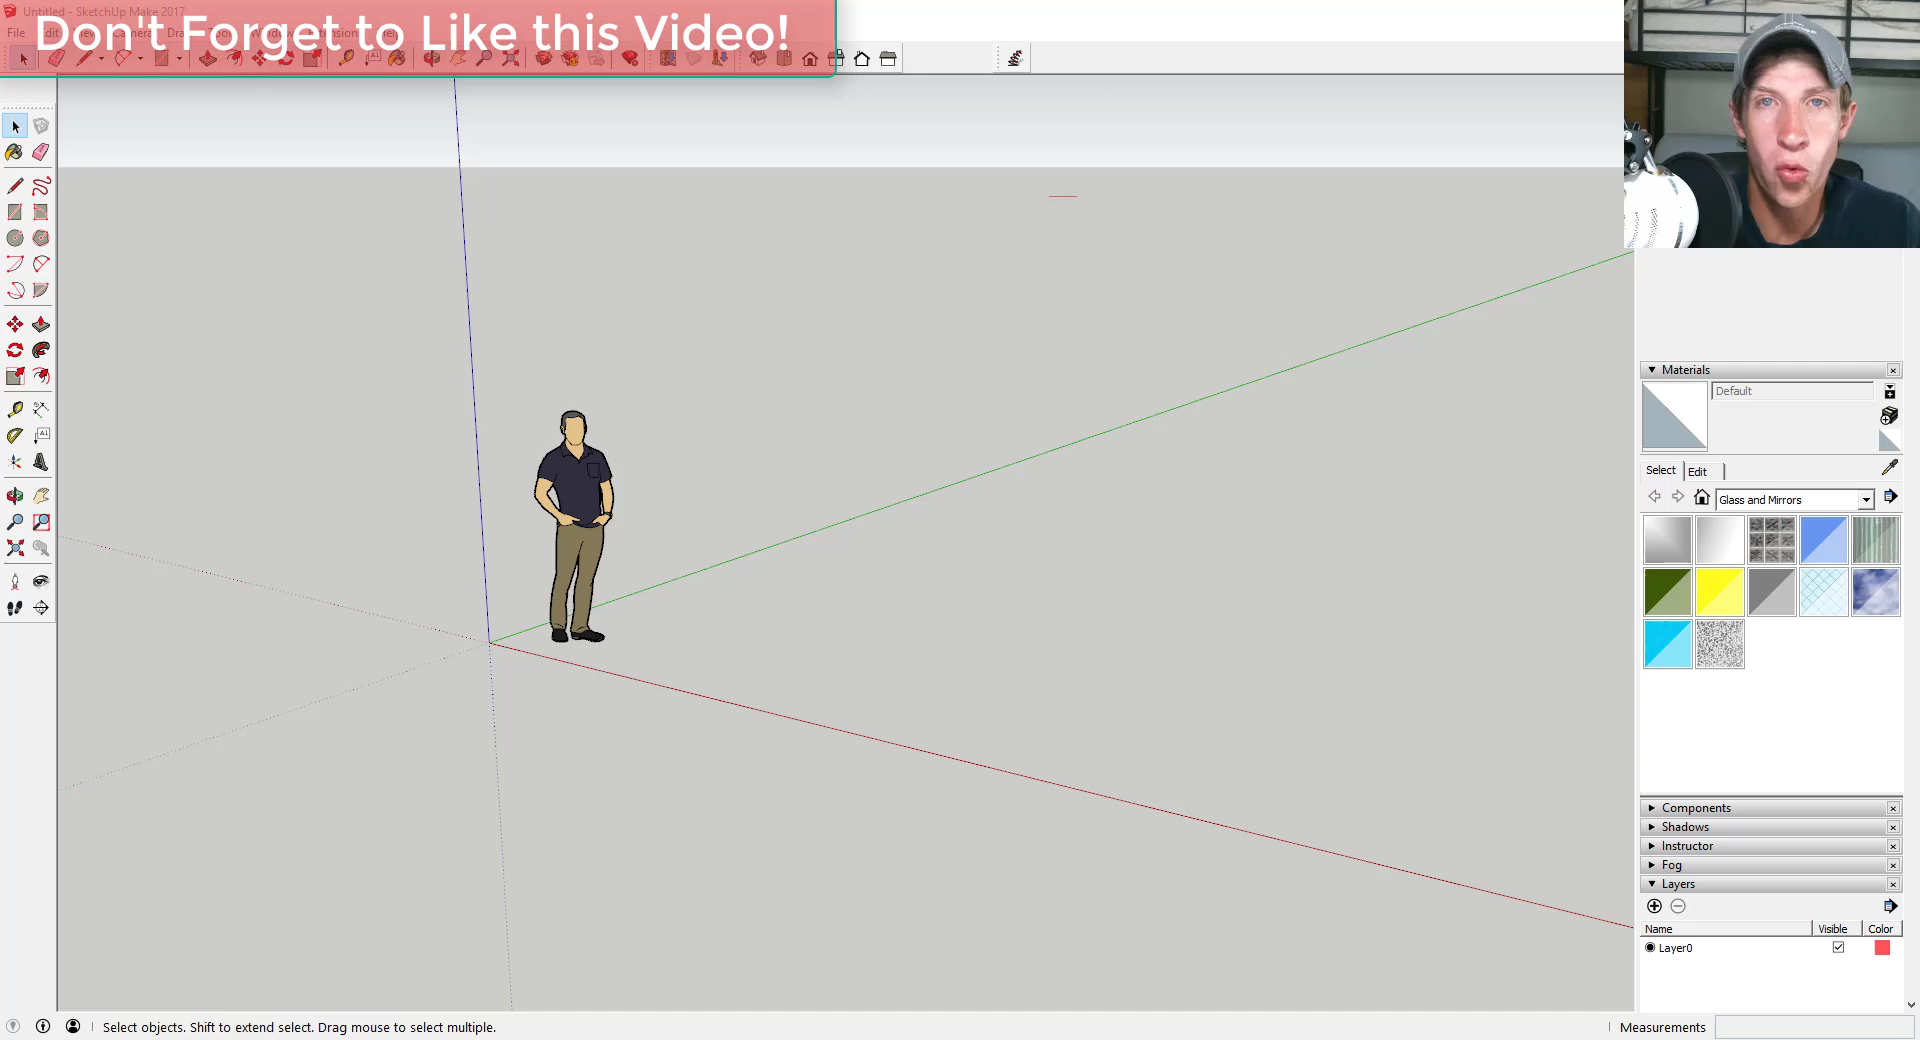 Untitled - SketchUp Make 2017
Don't Forget to Like this Video!
File
Materials
Default
Select
Edit
Glass and Mirrors
Components
Shadows
Instructor
Fog
Layers
Name Visible Color
Layer0
Select objects. Shift to extend select. Drag mouse to select multiple.
Measurements